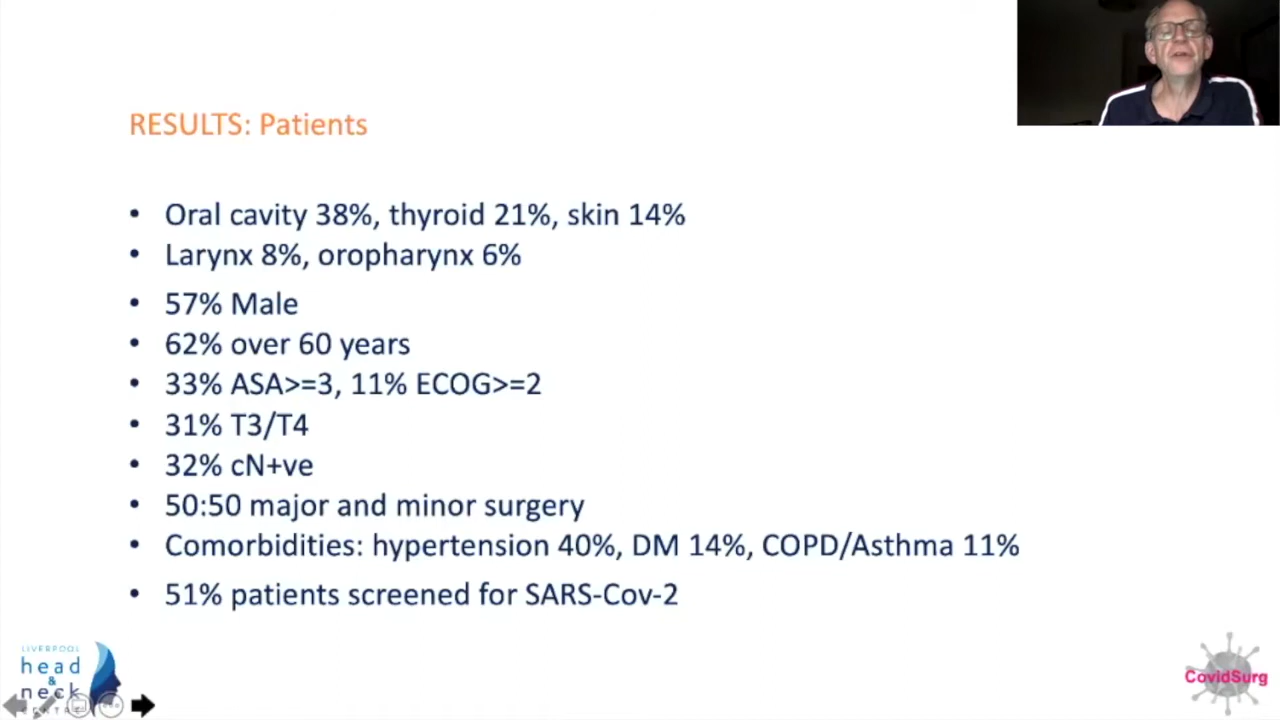 RESULTS: Patients
• Oral cavity 38%, thyroid 21%, skin 14%
• Larynx 8%, oropharynx 6%
• 57% Male
• 62% over 60 years
• 33% ASA>=3, 11% ECOG>=2
• 31% T3/T4
• 32% cN+ve
• 50:50 major and minor surgery
• Comorbidities: hypertension 40%, DM 14%, COPD/Asthma 11%
• 51% patients screened for SARS-Cov-2
LIVERPOOL
head
&
neck
CENTRE
CovidSurg